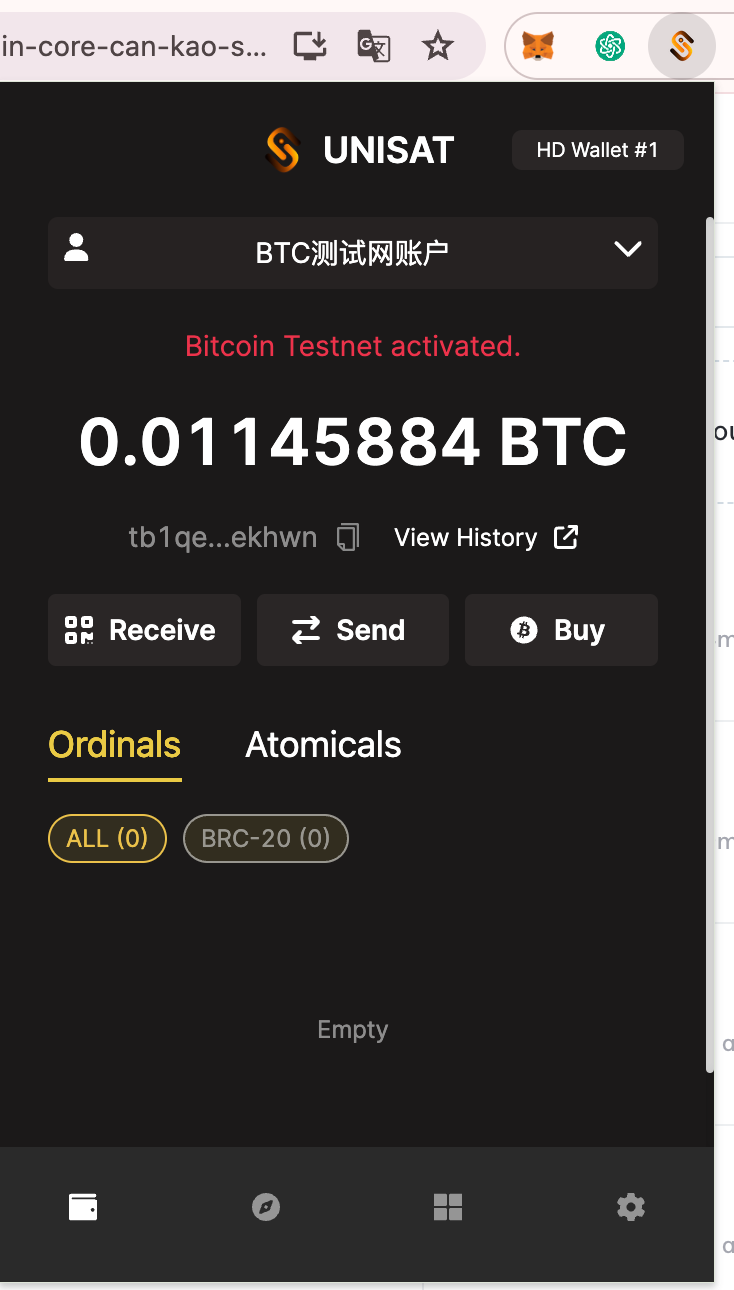 in-core-can-kao-s...
UNISAT
HD Wallet #1
BTC测试网账户
Bitcoin Testnet activated.
0.01145884 BTC
tb1qe...ekhwn View History
Receive Send Buy
Ordinals Atomicals
ALL (0) BRC-20 (0)
Empty